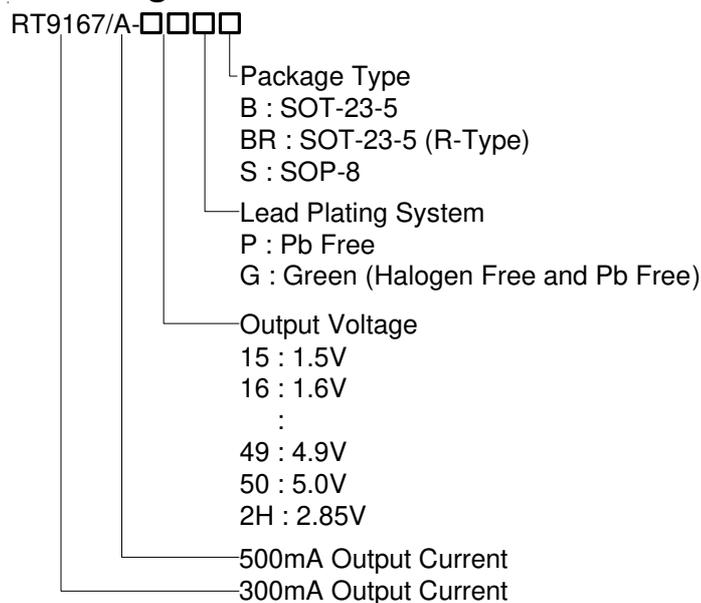 RT9167/A-□□□□
Package Type
B : SOT-23-5
BR : SOT-23-5 (R-Type)
S : SOP-8
Lead Plating System
P : Pb Free
G : Green (Halogen Free and Pb Free)
Output Voltage
15 : 1.5V
16 : 1.6V
:
49 : 4.9V
50 : 5.0V
2H : 2.85V
500mA Output Current
300mA Output Current